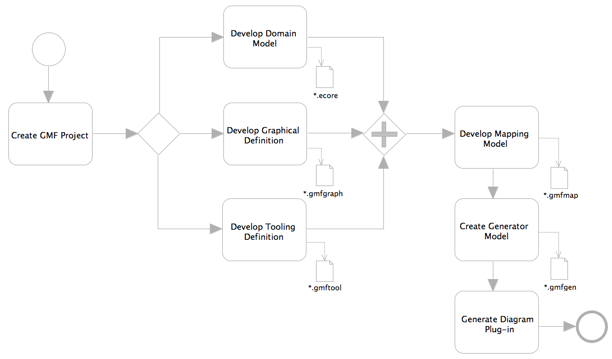 Develop Domain
Model
*.ecore
Create GMF Project
Develop Graphical
Definition
*.gmfgraph
Develop Tooling
Definition
*.gmftool
Develop Mapping
Model
*.gmfmap
Create Generator
Model
*.gmfgen
Generate Diagram
Plug-in